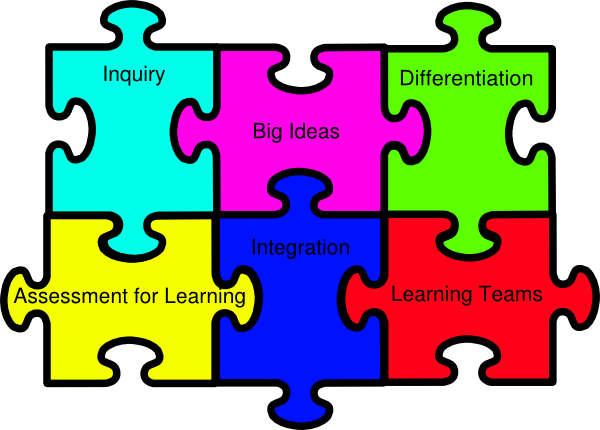 Inquiry
Big Ideas
Differentiation
Assessment for Learning
Integration
Learning Teams